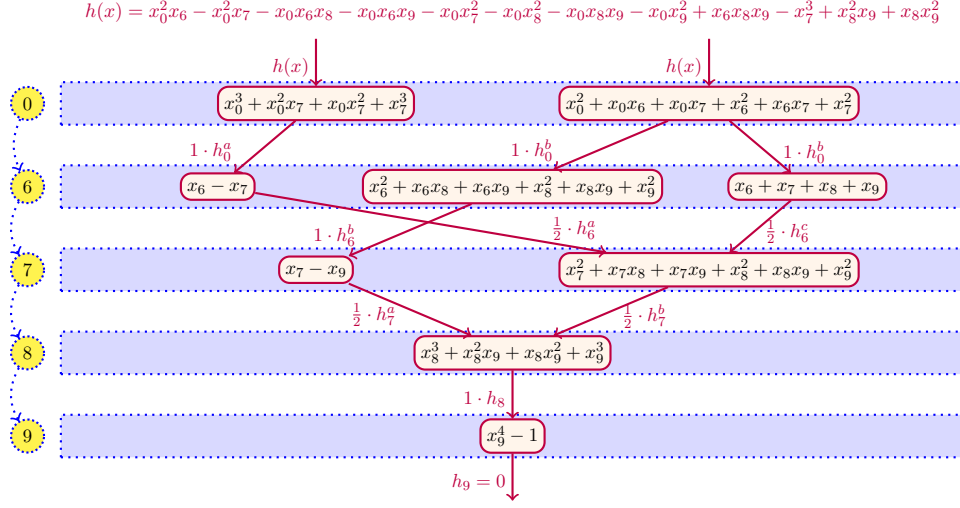 h(x) = x_0^2x_6 − x_0^2x_7 − x_0x_6x_8 − x_0x_6x_9 − x_0x_7^2 − x_0x_8^2 − x_0x_8x_9 − x_0x_9^2 + x_6x_8x_9 − x_7^3 + x_8^2x_9 + x_8x_9^2
h(x) h(x)
0 x_0^3 + x_0^2x_7 + x_0x_7^2 + x_7^3 x_0^2 + x_0x_6 + x_0x_7 + x_6^2 + x_6x_7 + x_7^2
1 · h_0^a 1 · h_0^b 1 · h_0^b
6 x_6 − x_7 x_6^2 + x_6x_8 + x_6x_9 + x_8^2 + x_8x_9 + x_9^2 x_6 + x_7 + x_8 + x_9
1 · h_6^b 1/2 · h_6^a 1/2 · h_6^c
7 x_7 − x_9 x_7^2 + x_7x_8 + x_7x_9 + x_8^2 + x_8x_9 + x_9^2
1/2 · h_7^a 1/2 · h_7^b
8 x_8^3 + x_8^2x_9 + x_8x_9^2 + x_9^3
1 · h_8
9 x_9^4 − 1
h_9 = 0